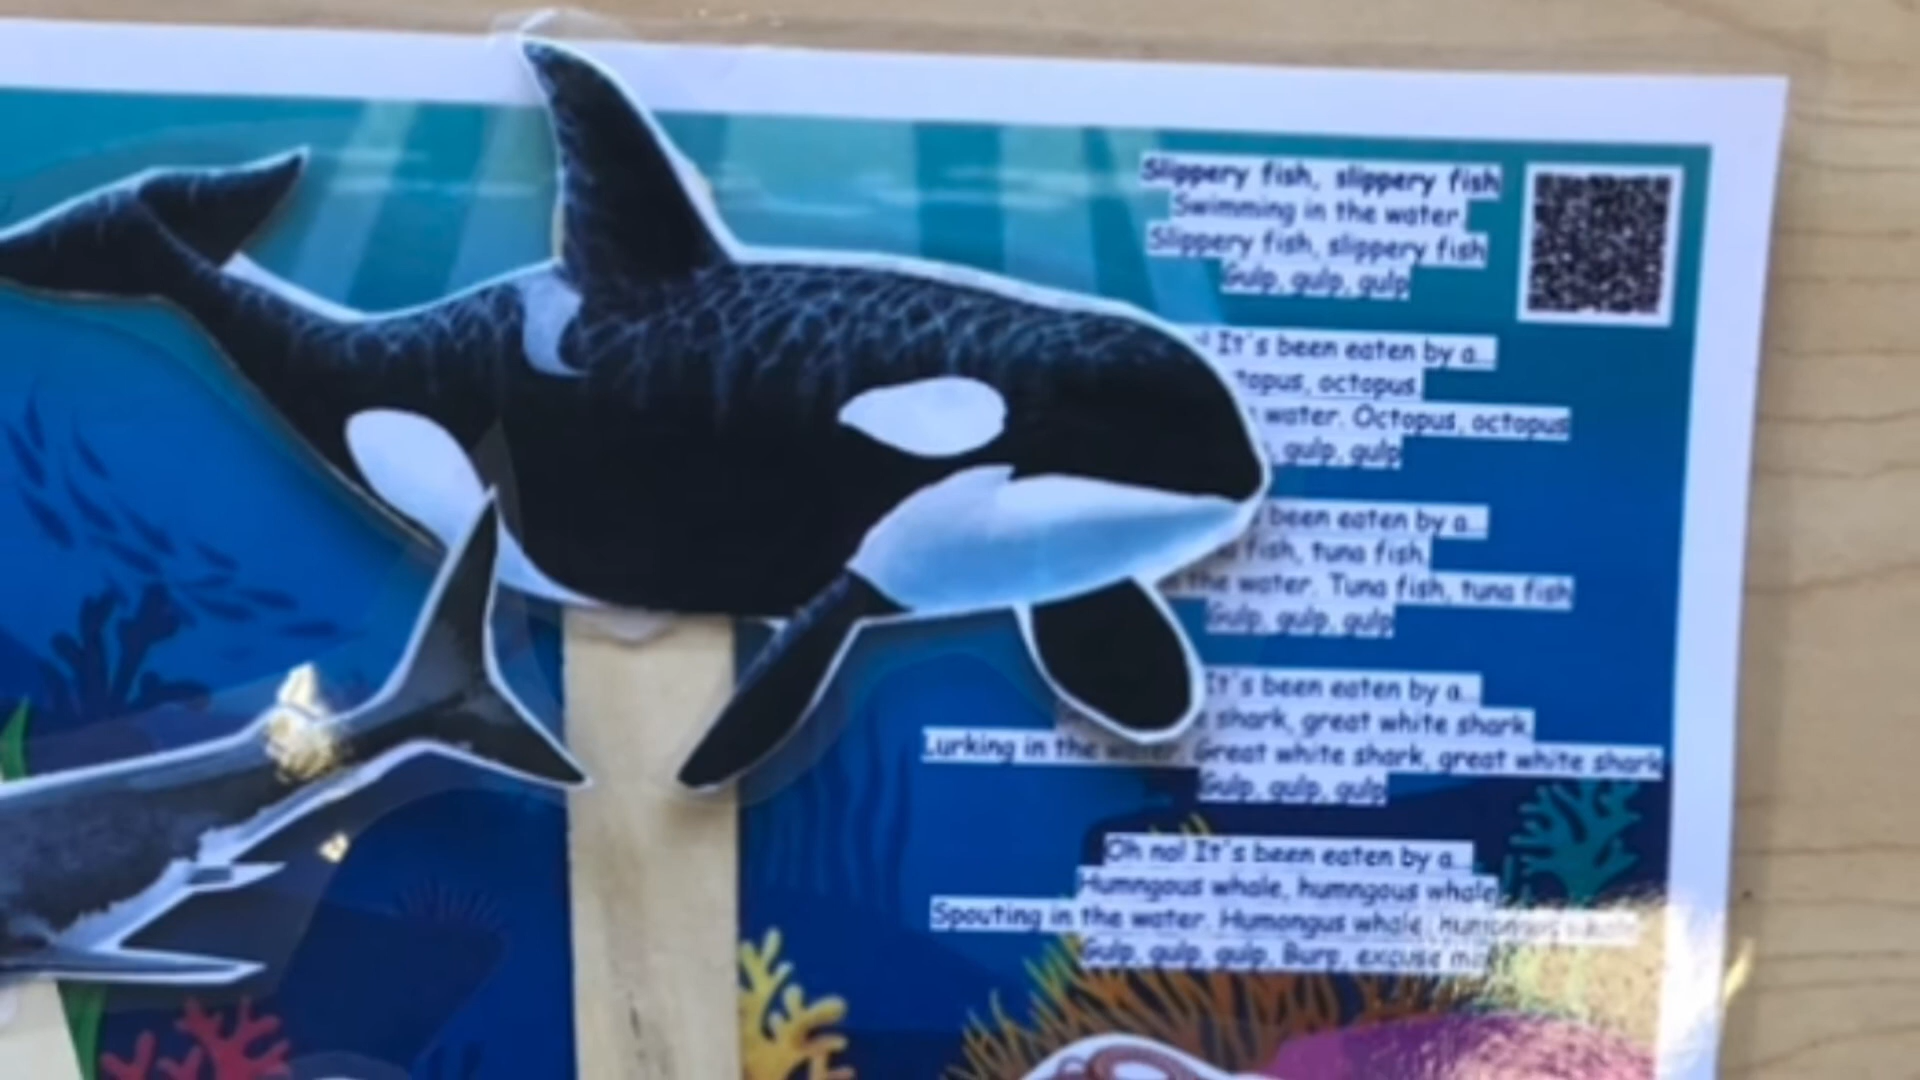 Slippery fish, slippery fish
Swimming in the water.
Slippery fish, slippery fish
Gulp, gulp, gulp
It's been eaten by a...
octopus.
water. Octopus, octopus
gulp, gulp
been eaten by a...
fish, tuna fish.
the water. Tuna fish, tuna fish
Gulp, gulp, gulp
It's been eaten by a...
shark, great white shark,
Lurking in the water. Great white shark, great white shark
Gulp, gulp, gulp
Oh no! It's been eaten by a...
Humngous whale, humngous whale,
Spouting in the water. Humongus whale, whale
Gulp, gulp, gulp, Burp, excuse